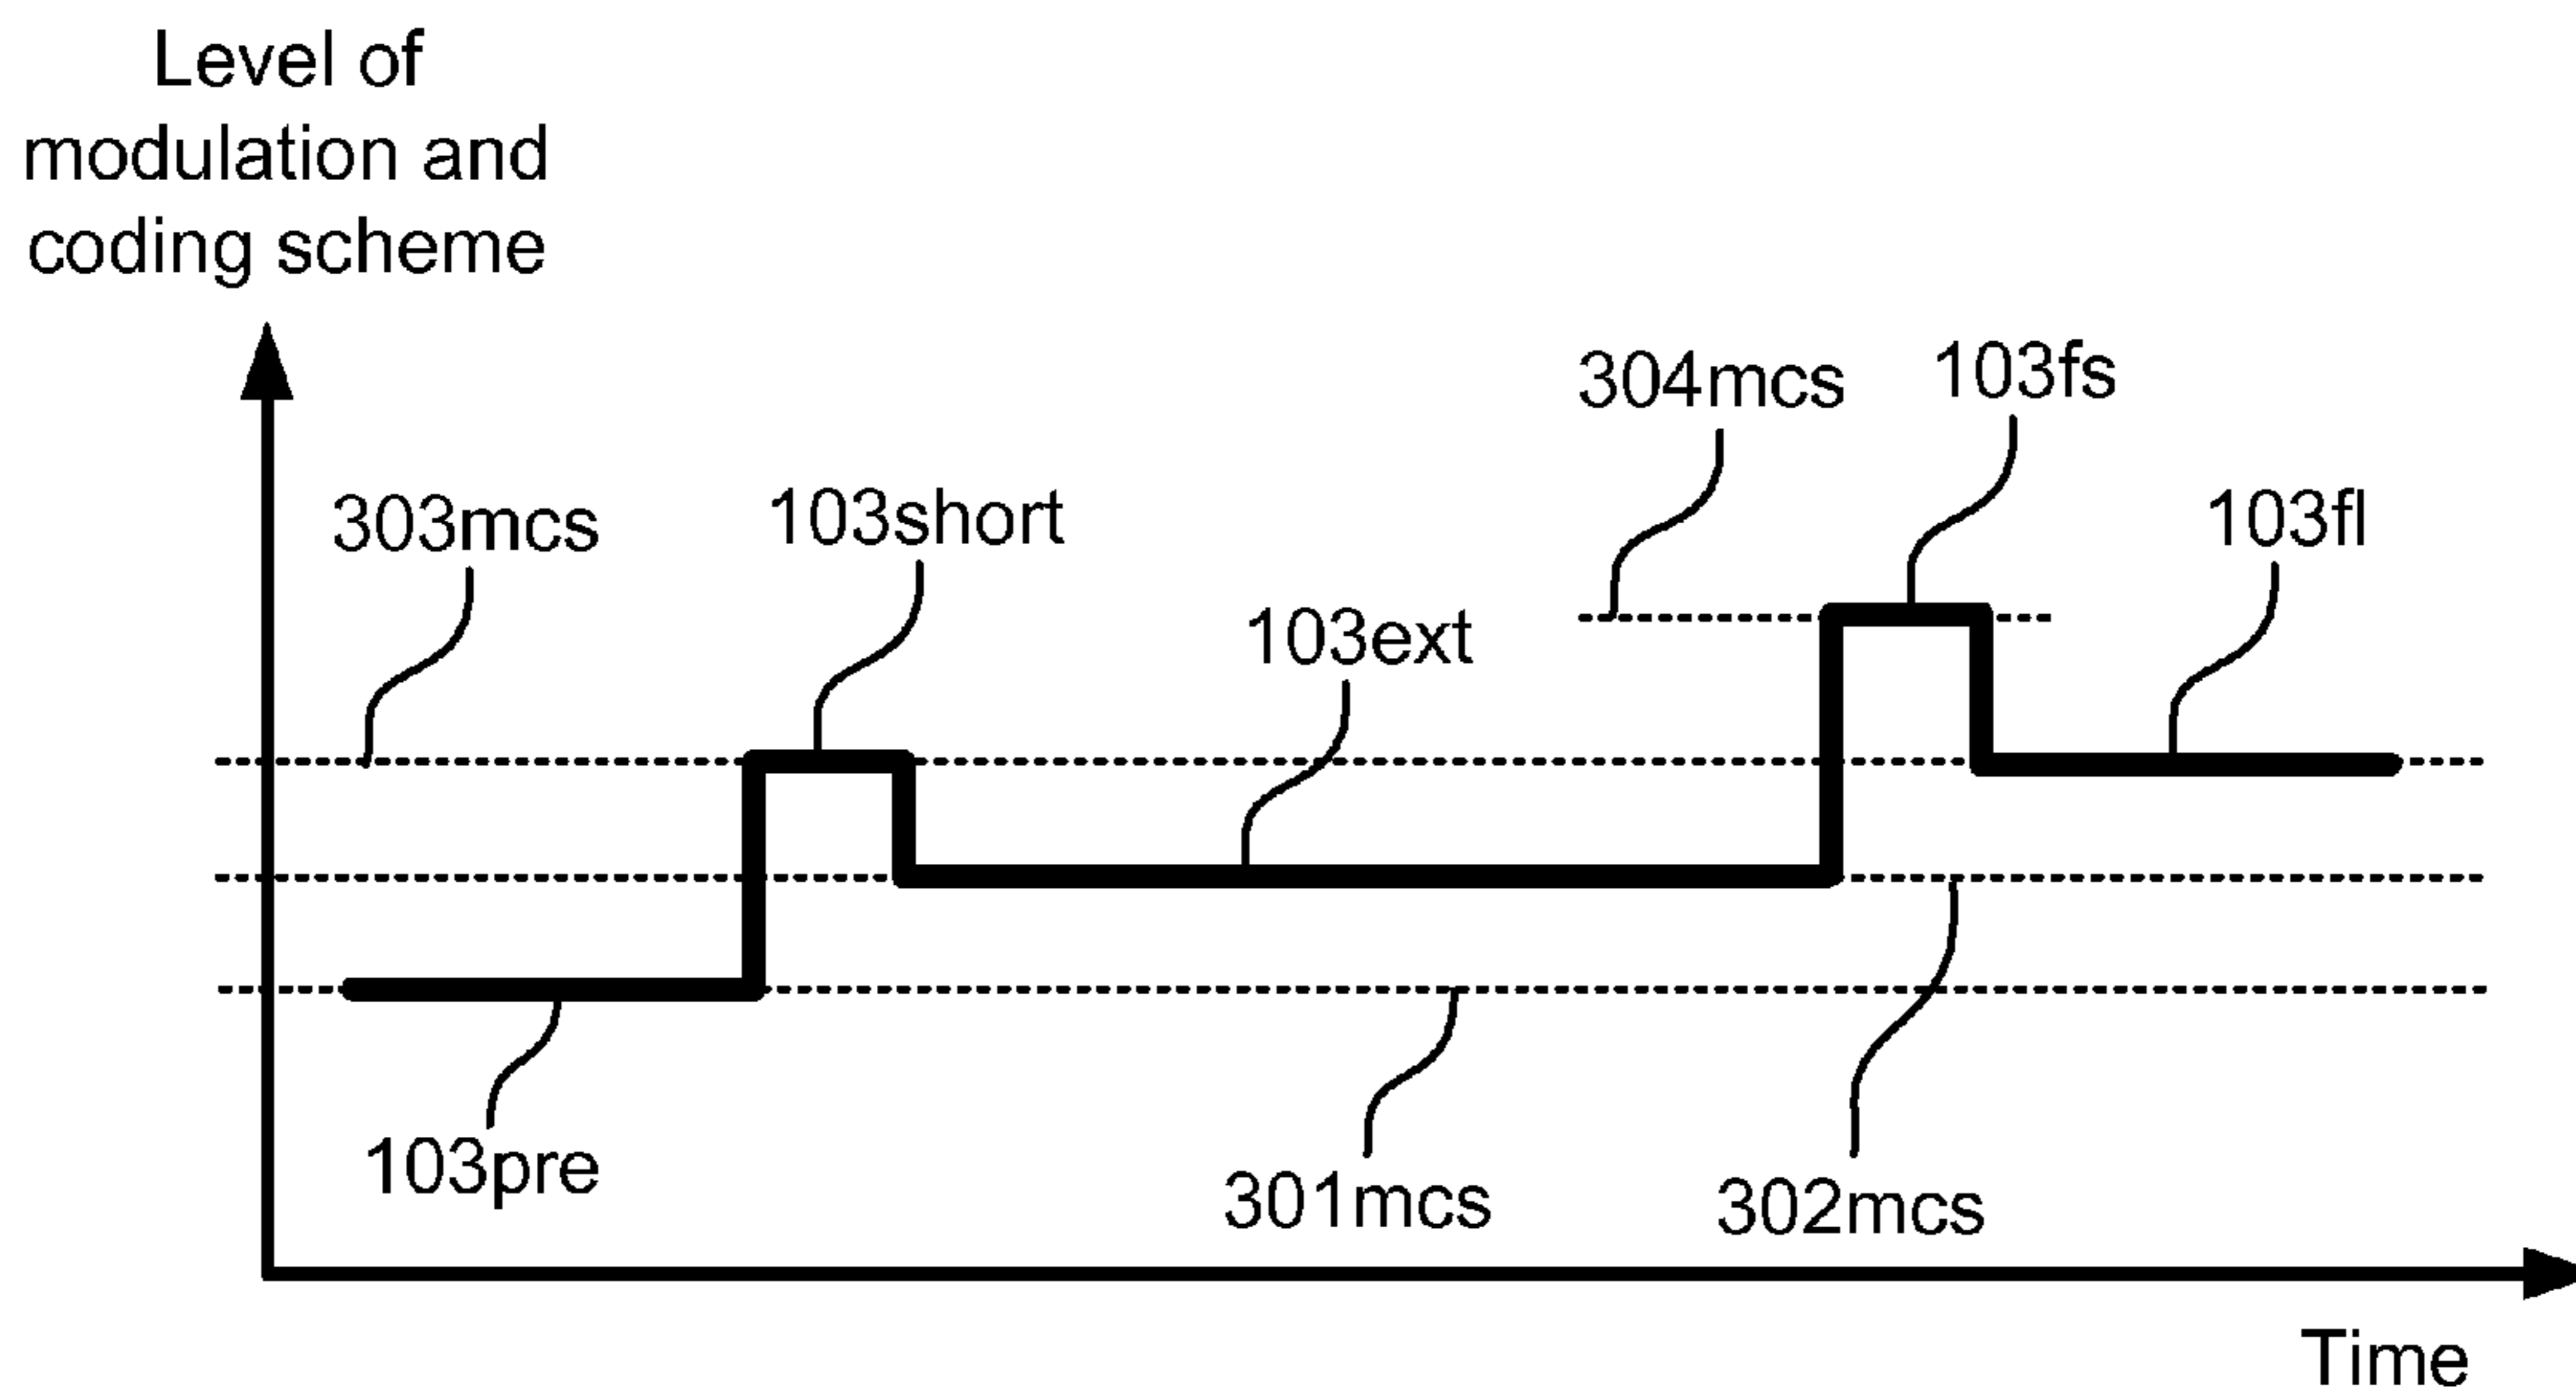 Level of
modulation and
coding scheme
304mcs
103fs
303mcs
103short
103fl
103ext
103pre
301mcs
302mcs
Time